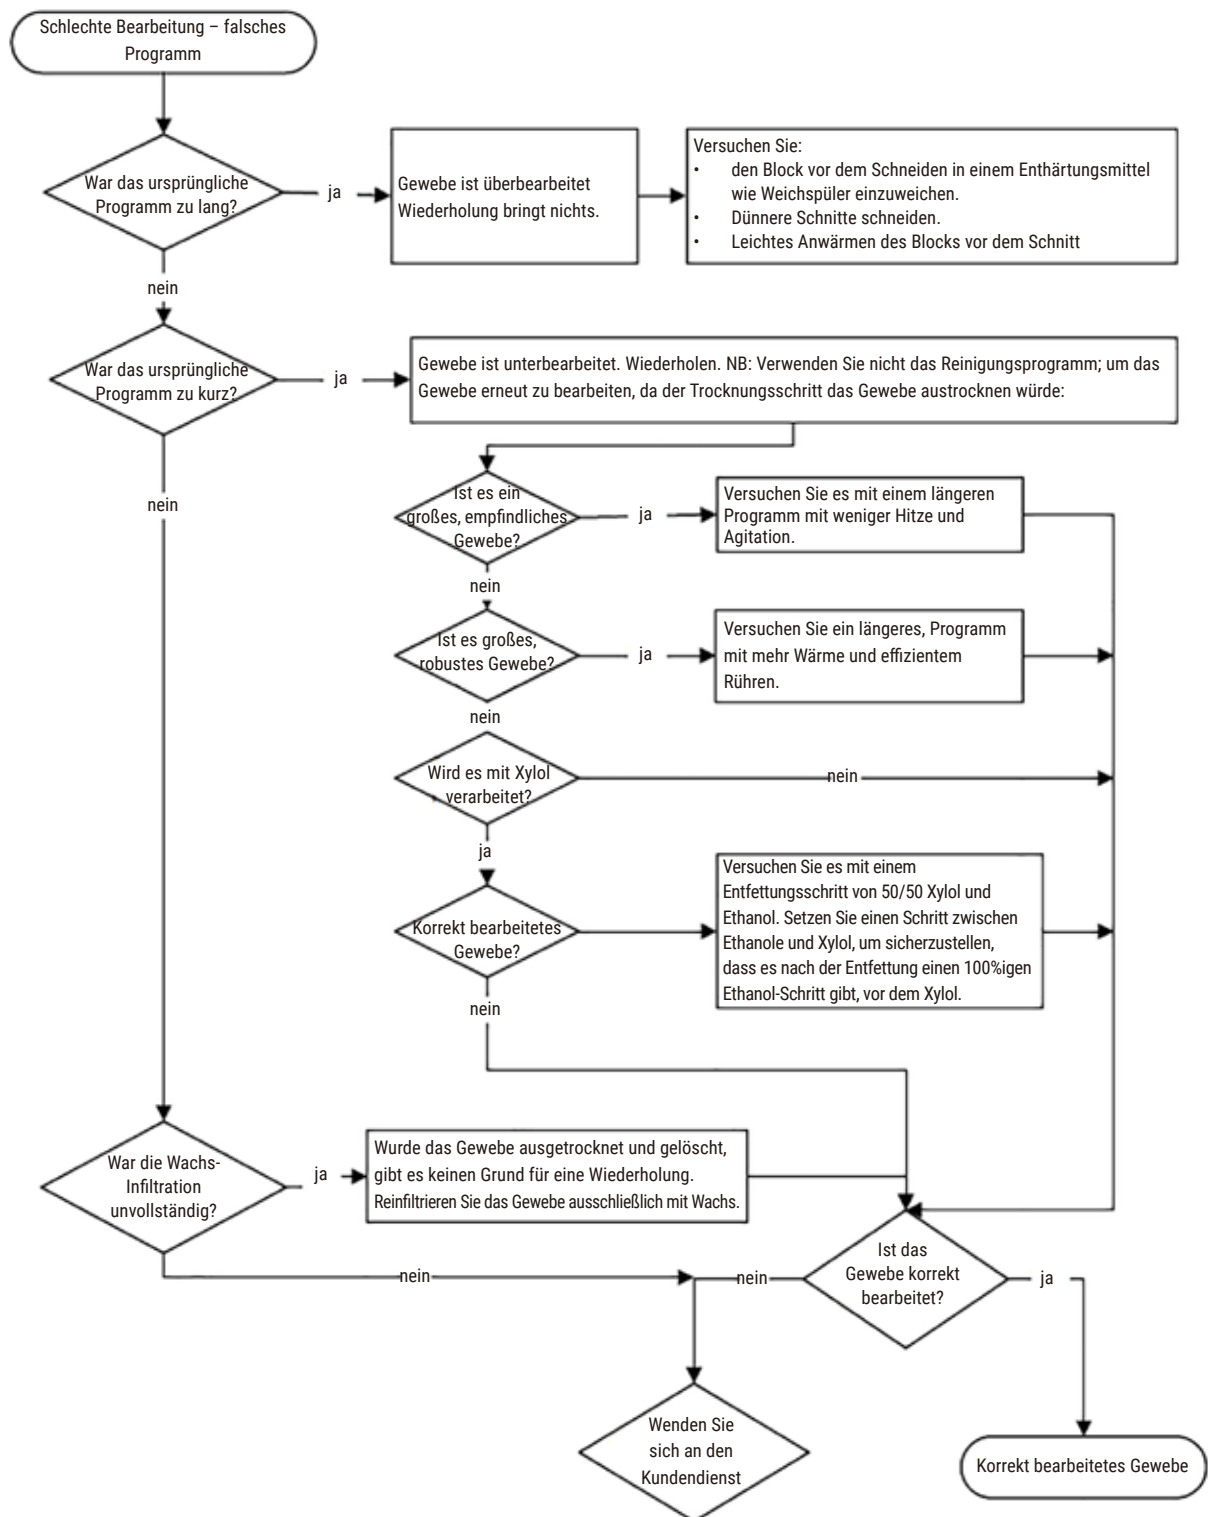 Schlechte Bearbeitung – falsches
Programm
War das ursprüngliche
Programm zu lang?
ja
Gewebe ist überbearbeitet
Wiederholung bringt nichts.
Versuchen Sie:
• den Block vor dem Schneiden in einem Enthärtungsmittel
wie Weichspüler einzuweichen.
• Dünnere Schnitte schneiden.
• Leichtes Anwärmen des Blocks vor dem Schnitt
nein
War das ursprüngliche
Programm zu kurz?
ja
Gewebe ist unterbearbeitet. Wiederholen. NB: Verwenden Sie nicht das Reinigungsprogramm; um das
Gewebe erneut zu bearbeiten, da der Trocknungsschritt das Gewebe austrocknen würde:
nein
Ist es ein
großes, empfindliches
Gewebe?
ja
Versuchen Sie es mit einem längeren
Programm mit weniger Hitze und
Agitation.
nein
Ist es großes,
robustes Gewebe?
ja
Versuchen Sie ein längeres, Programm
mit mehr Wärme und effizientem
Rühren.
nein
Wird es mit Xylol
verarbeitet?
nein
ja
Korrekt bearbeitetes
Gewebe?
Versuchen Sie es mit einem
Entfettungsschritt von 50/50 Xylol und
Ethanol. Setzen Sie einen Schritt zwischen
Ethanole und Xylol, um sicherzustellen,
dass es nach der Entfettung einen 100%igen
Ethanol-Schritt gibt, vor dem Xylol.
nein
War die Wachs-
Infiltration
unvollständig?
ja
Wurde das Gewebe ausgetrocknet und gelöscht,
gibt es keinen Grund für eine Wiederholung.
Reinfiltrieren Sie das Gewebe ausschließlich mit Wachs.
nein
Ist das
Gewebe korrekt
bearbeitet?
nein
ja
Wenden Sie
sich an den
Kundendienst
Korrekt bearbeitetes Gewebe